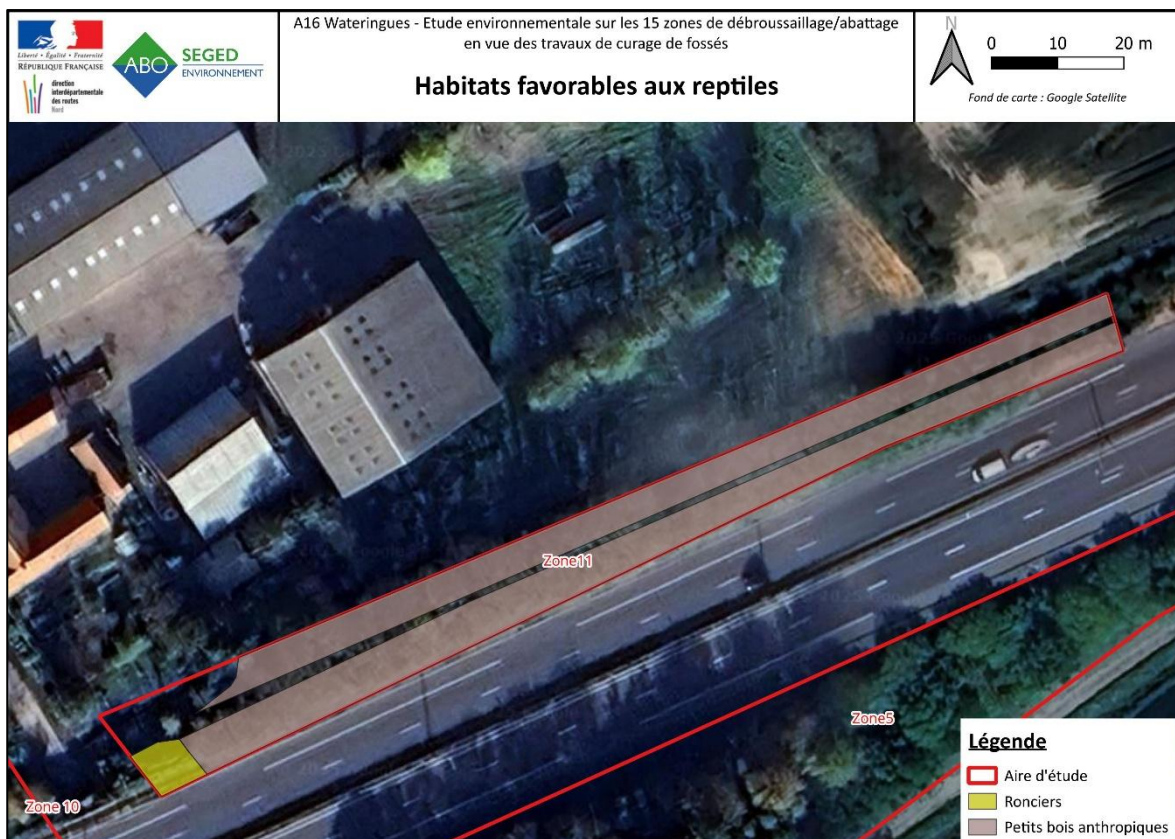 Liberté • Égalité • Fraternité
RÉPUBLIQUE FRANÇAISE
direction
interdépartementale
des routes
Nord
ABO
SEGED
ENVIRONNEMENT
A16 Wateringues - Etude environnementale sur les 15 zones de débroussaillage/abattage
en vue des travaux de curage de fossés
Habitats favorables aux reptiles
N
0 10 20 m
Fond de carte : Google Satellite
Zone11
Zone5
Zone 10
Légende
Aire d'étude
Ronciers
Petits bois anthropiques